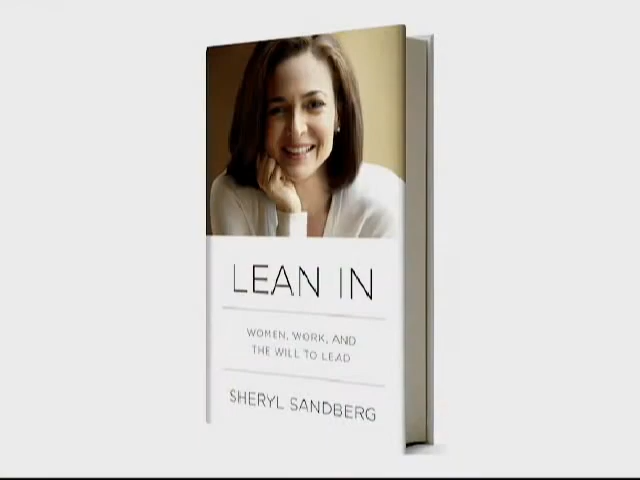 LEAN IN
WOMEN, WORK, AND
THE WILL TO LEAD
SHERYL SANDBERG